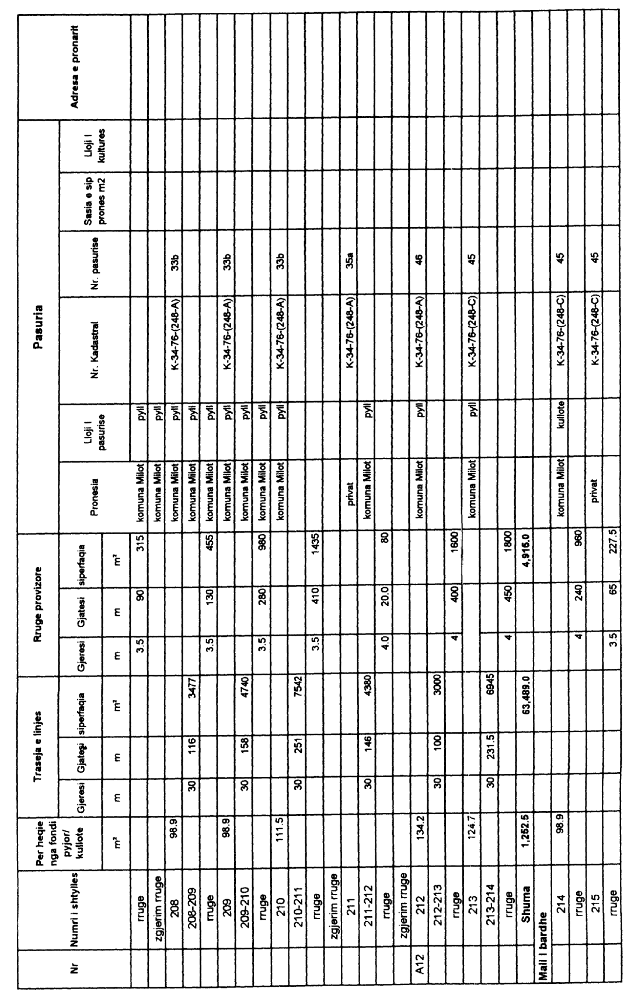 Nr
Numri i shtylles
Per heqje nga fondi pyjor/ kullote
Traseja e linjes
Rruge provizore
Pasuria
Adresa e pronarit
Gjeresi Gjatesi siperfaqja Gjeresi Gjatesi siperfaqja Pronesia Lloji I pasurise Nr. Kadastral Nr. pasurise Sasia e sip prones m2 Lloji I kultures
m² m m m² m m m²
rruge 3.5 90 315 komuna Milot pyll
zgjerim rruge komuna Milot pyll
208 98.9 komuna Milot pyll K-34-76-(248-A) 33b
208-209 30 116 3477 komuna Milot pyll
rruge 3.5 130 455 komuna Milot pyll
209 98.9 komuna Milot pyll K-34-76-(248-A) 33b
209-210 30 158 4740 komuna Milot pyll
rruge 3.5 280 980 komuna Milot pyll
210 111.5 komuna Milot pyll K-34-76-(248-A) 33b
210-211 30 251 7542
rruge 3.5 410 1435
zgjerim rruge
211 privat K-34-76-(248-A) 35a
211-212 30 146 4380 komuna Milot pyll
rruge 4.0 20.0 80
zgjerim rruge
A12 212 134.2 komuna Milot pyll K-34-76-(248-A) 46
212-213 30 100 3000
rruge 4 400 1600
213 124.7 komuna Milot pyll K-34-76-(248-C) 45
213-214 30 231.5 6945
rruge 4 450 1800
Shuma 1,252.5 63,489.0 4,915.0
Mali I bardhe
214 98.9 komuna Milot kullote K-34-76-(248-C) 45
rruge 4 240 960
215 privat K-34-76-(248-C) 45
rruge 3.5 65 227.5